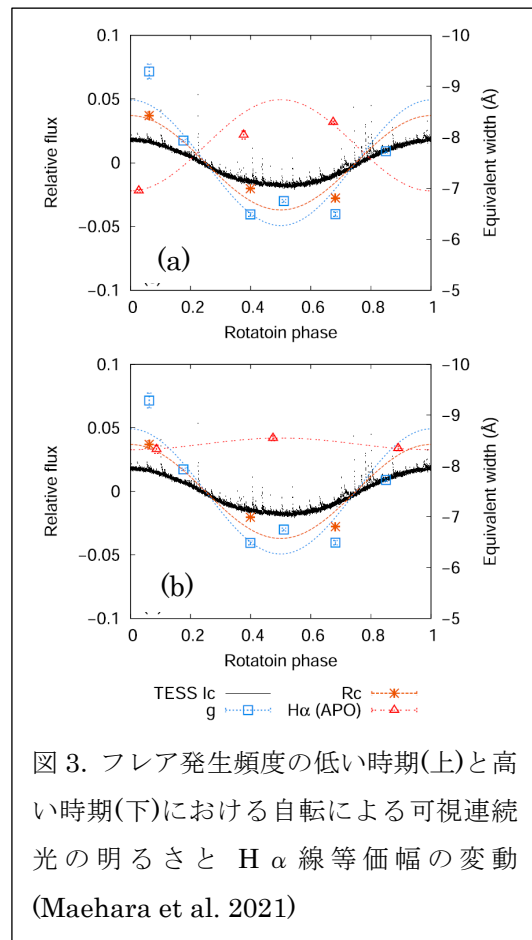 0.1
0.05
0
−0.05
−0.1
Relative flux
−10
−9
−8
−7
−6
−5
Equivalent width (Å)
(a)
0 0.2 0.4 0.6 0.8 1
Rotatoin phase
0.1
0.05
0
−0.05
−0.1
Relative flux
−10
−9
−8
−7
−6
−5
Equivalent width (Å)
(b)
0 0.2 0.4 0.6 0.8 1
Rotatoin phase
TESS Ic Rc
g Hα (APO)
図 3. フレア発生頻度の低い時期(上)と高
い時期(下)における自転による可視連続
光の明るさと Hα線等価幅の変動
(Maehara et al. 2021)